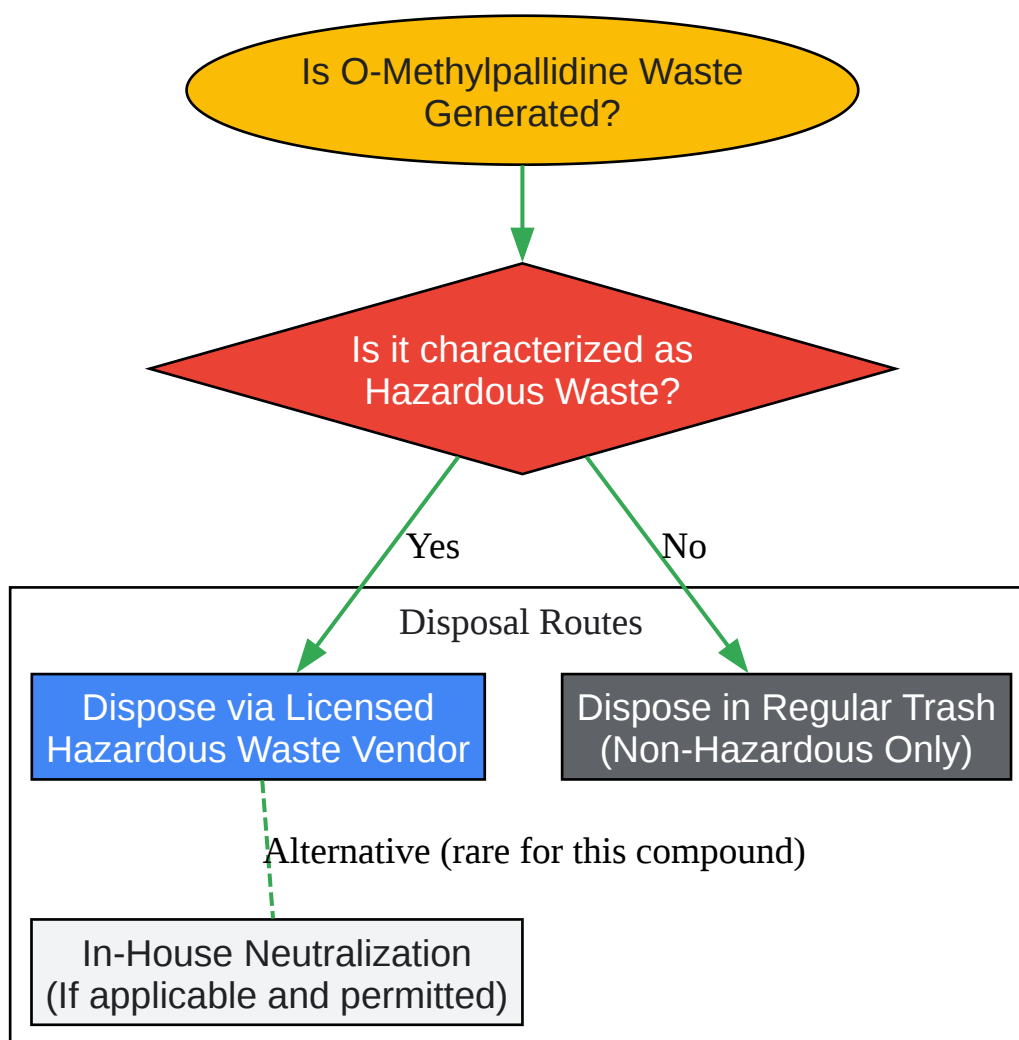 Is O-Methylpallidine Waste
Generated?
Is it characterized as
Hazardous Waste?
Yes
No
Disposal Routes
Dispose via Licensed
Hazardous Waste Vendor
Dispose in Regular Trash
(Non-Hazardous Only)
Alternative (rare for this compound)
In-House Neutralization
(If applicable and permitted)